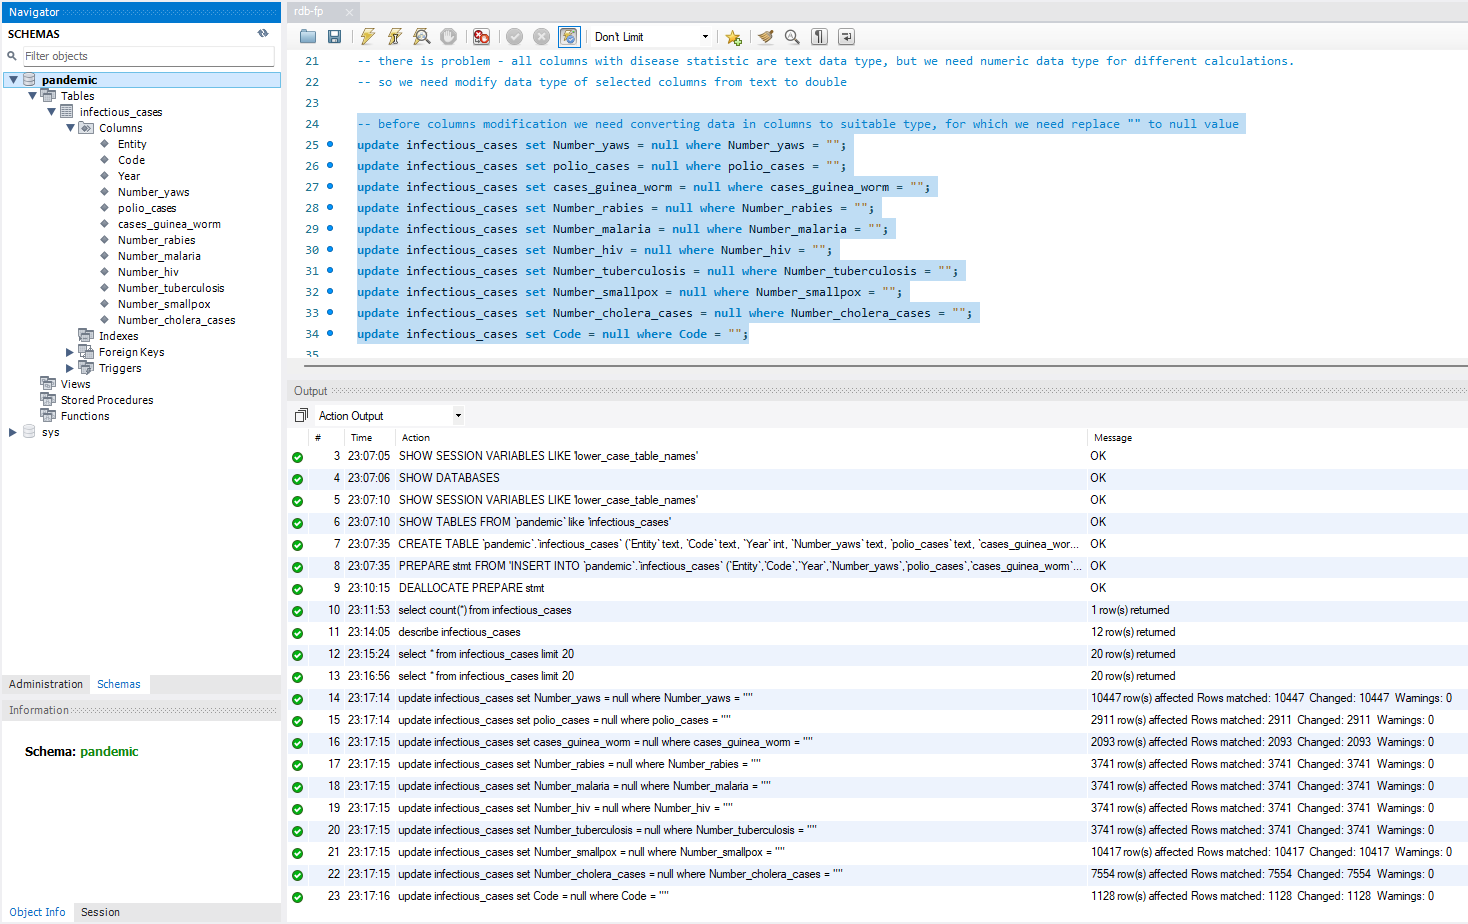 Navigator
SCHEMAS
Filter objects
pandemic
Tables
infectious_cases
Columns
Entity
Code
Year
Number_yaws
polio_cases
cases_guinea_worm
Number_rabies
Number_malaria
Number_hiv
Number_tuberculosis
Number_smallpox
Number_cholera_cases
Indexes
Foreign Keys
Triggers
Views
Stored Procedures
Functions
sys
Administration Schemas
Information
Schema: pandemic
Object Info Session
rdb-fp
Don't Limit
21 -- there is problem - all columns with disease statistic are text data type, but we need numeric data type for different calculations.
22 -- so we need modify data type of selected columns from text to double
23
24 -- before columns modification we need converting data in columns to suitable type, for which we need replace "" to null value
25 update infectious_cases set Number_yaws = null where Number_yaws = "";
26 update infectious_cases set polio_cases = null where polio_cases = "";
27 update infectious_cases set cases_guinea_worm = null where cases_guinea_worm = "";
28 update infectious_cases set Number_rabies = null where Number_rabies = "";
29 update infectious_cases set Number_malaria = null where Number_malaria = "";
30 update infectious_cases set Number_hiv = null where Number_hiv = "";
31 update infectious_cases set Number_tuberculosis = null where Number_tuberculosis = "";
32 update infectious_cases set Number_smallpox = null where Number_smallpox = "";
33 update infectious_cases set Number_cholera_cases = null where Number_cholera_cases = "";
34 update infectious_cases set Code = null where Code = "";
35
Output
Action Output
# Time Action Message
3 23:07:05 SHOW SESSION VARIABLES LIKE 'lower_case_table_names' OK
4 23:07:06 SHOW DATABASES OK
5 23:07:10 SHOW SESSION VARIABLES LIKE 'lower_case_table_names' OK
6 23:07:10 SHOW TABLES FROM `pandemic` like 'infectious_cases' OK
7 23:07:35 CREATE TABLE `pandemic`.`infectious_cases` (`Entity` text, `Code` text, `Year` int, `Number_yaws` text, `polio_cases` text, `cases_guinea_wor... OK
8 23:07:35 PREPARE stmt FROM 'INSERT INTO `pandemic`.`infectious_cases` (`Entity`,`Code`,`Year`,`Number_yaws`,`polio_cases`,`cases_guinea_worm`... OK
9 23:10:15 DEALLOCATE PREPARE stmt OK
10 23:11:53 select count(*) from infectious_cases 1 row(s) returned
11 23:14:05 describe infectious_cases 12 row(s) returned
12 23:15:24 select * from infectious_cases limit 20 20 row(s) returned
13 23:16:56 select * from infectious_cases limit 20 20 row(s) returned
14 23:17:14 update infectious_cases set Number_yaws = null where Number_yaws = "" 10447 row(s) affected Rows matched: 10447 Changed: 10447 Warnings: 0
15 23:17:14 update infectious_cases set polio_cases = null where polio_cases = "" 2911 row(s) affected Rows matched: 2911 Changed: 2911 Warnings: 0
16 23:17:15 update infectious_cases set cases_guinea_worm = null where cases_guinea_worm = "" 2093 row(s) affected Rows matched: 2093 Changed: 2093 Warnings: 0
17 23:17:15 update infectious_cases set Number_rabies = null where Number_rabies = "" 3741 row(s) affected Rows matched: 3741 Changed: 3741 Warnings: 0
18 23:17:15 update infectious_cases set Number_malaria = null where Number_malaria = "" 3741 row(s) affected Rows matched: 3741 Changed: 3741 Warnings: 0
19 23:17:15 update infectious_cases set Number_hiv = null where Number_hiv = "" 3741 row(s) affected Rows matched: 3741 Changed: 3741 Warnings: 0
20 23:17:15 update infectious_cases set Number_tuberculosis = null where Number_tuberculosis = "" 3741 row(s) affected Rows matched: 3741 Changed: 3741 Warnings: 0
21 23:17:15 update infectious_cases set Number_smallpox = null where Number_smallpox = "" 10417 row(s) affected Rows matched: 10417 Changed: 10417 Warnings: 0
22 23:17:15 update infectious_cases set Number_cholera_cases = null where Number_cholera_cases = "" 7554 row(s) affected Rows matched: 7554 Changed: 7554 Warnings: 0
23 23:17:16 update infectious_cases set Code = null where Code = "" 1128 row(s) affected Rows matched: 1128 Changed: 1128 Warnings: 0